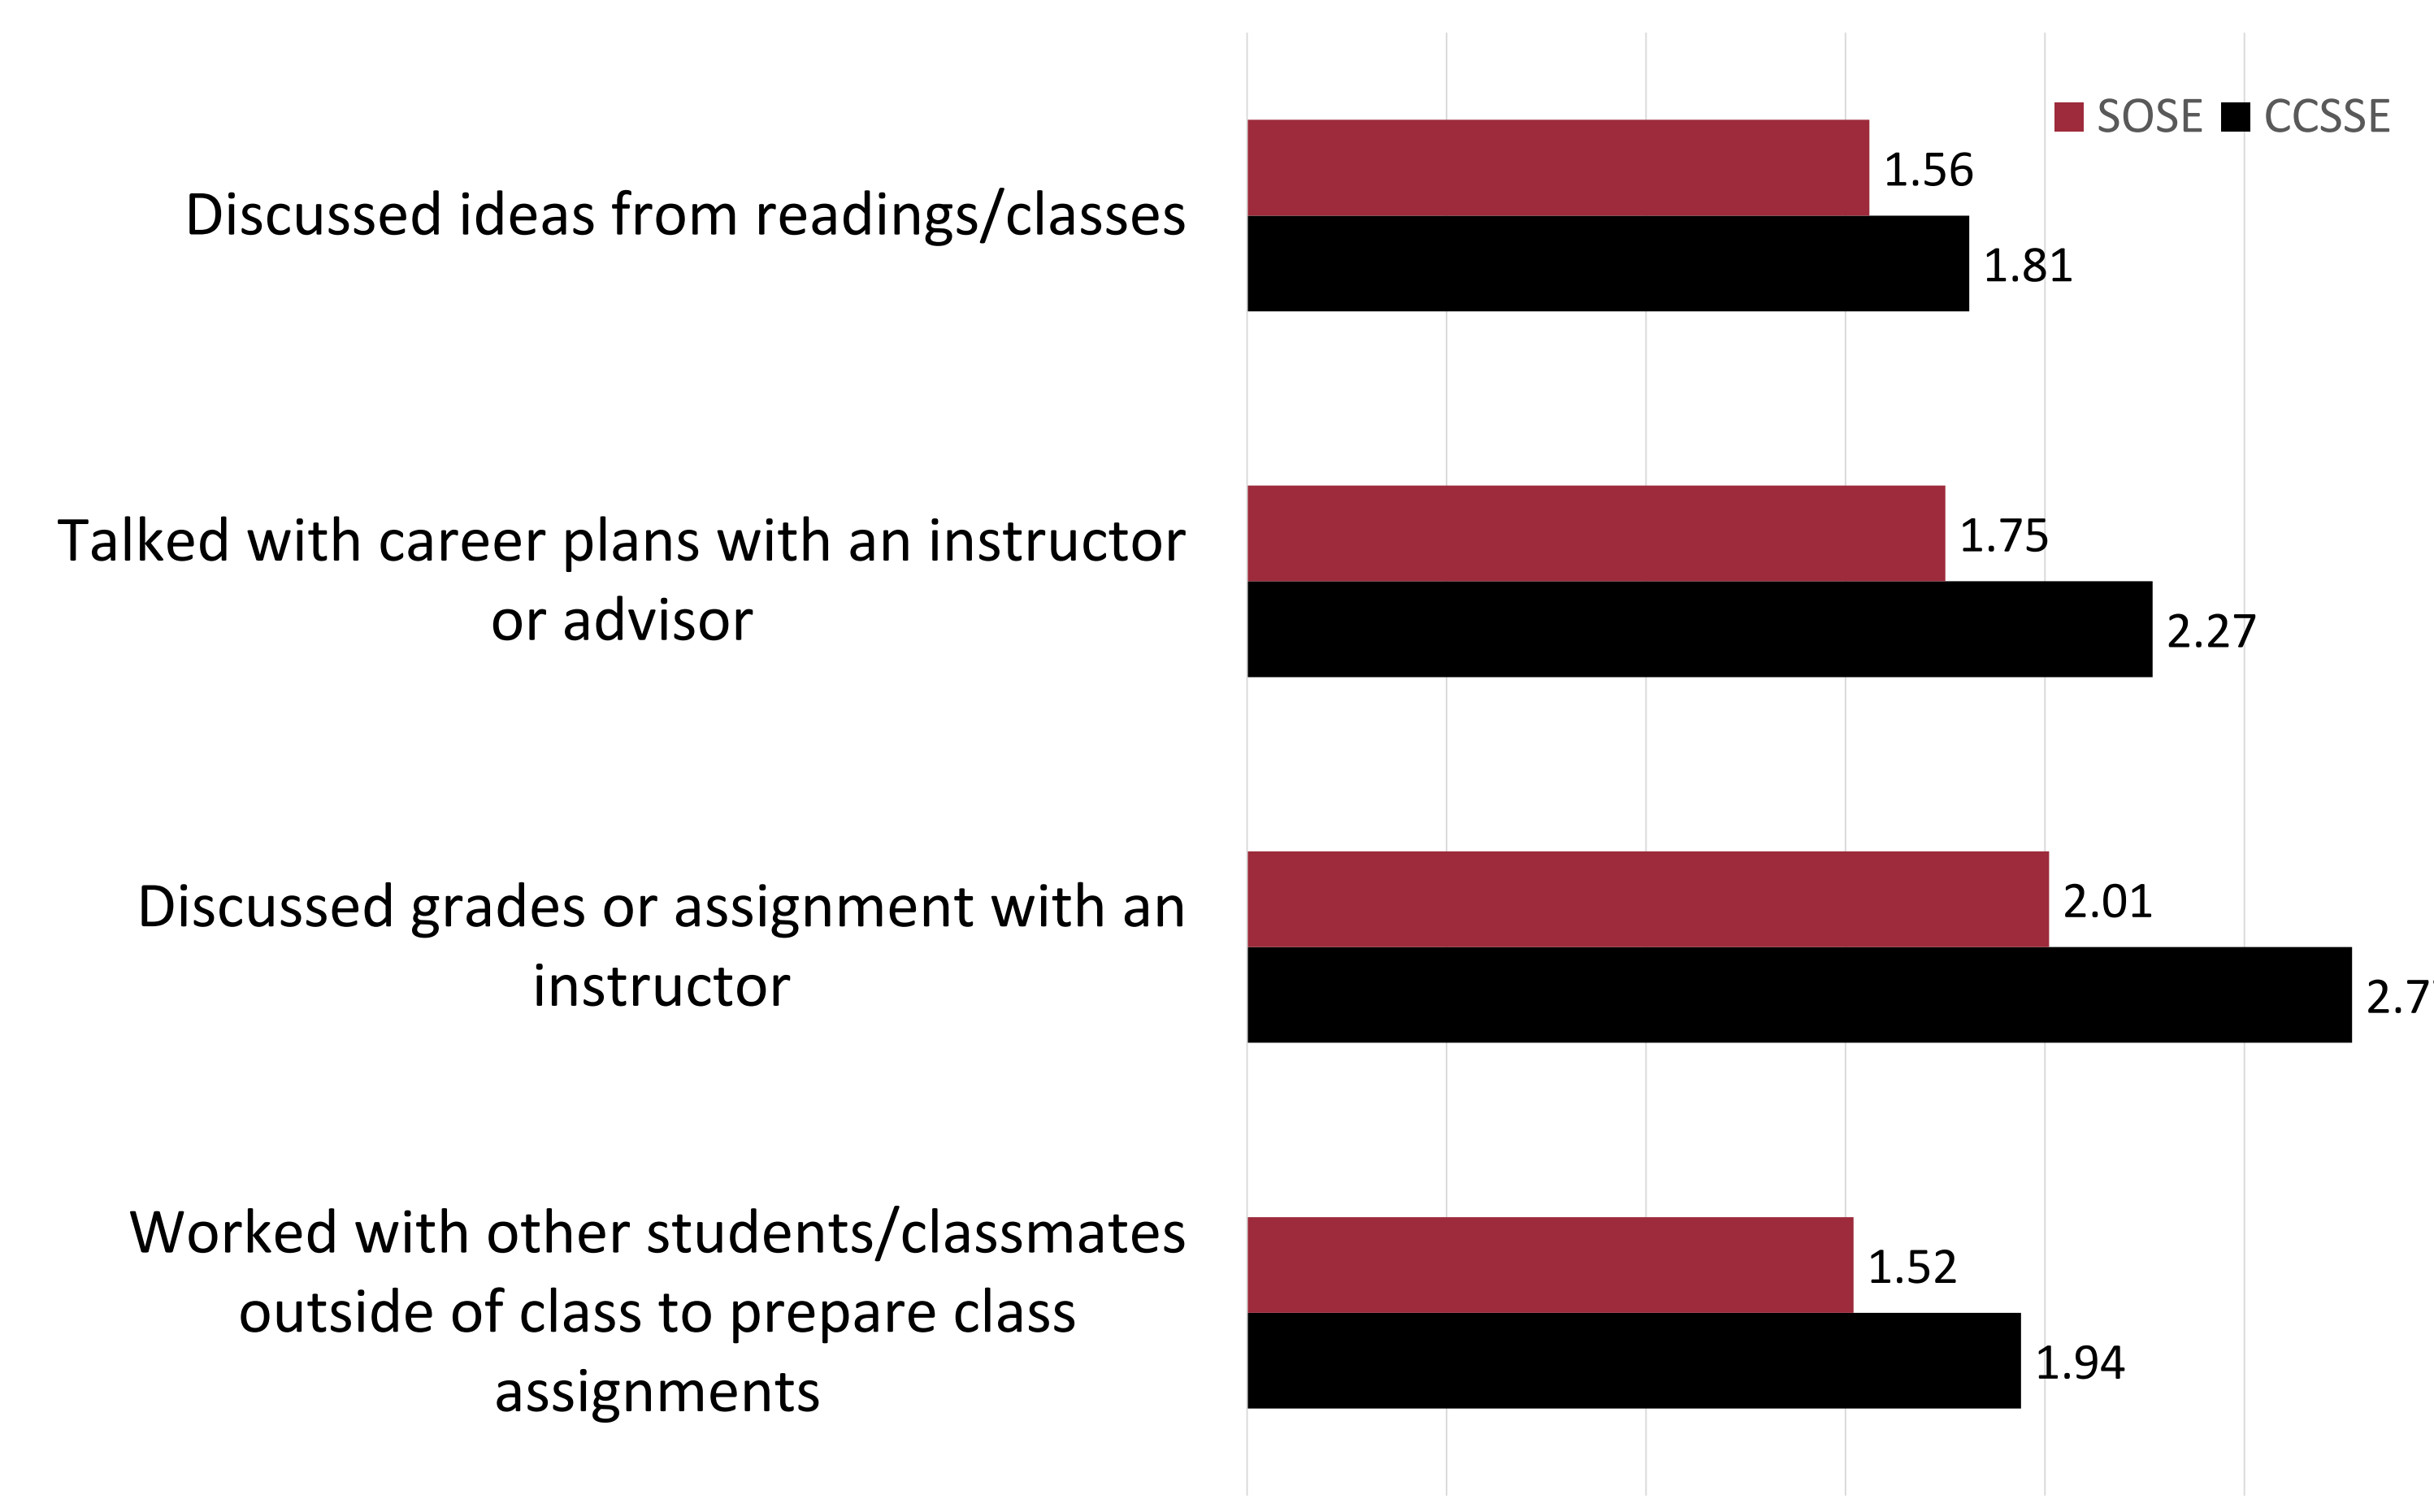 SOSE CCSSE
Discussed ideas from readings/classes
1.56
1.81
Talked with career plans with an instructor
or advisor
1.75
2.27
Discussed grades or assignment with an
instructor
2.01
2.7
Worked with other students/classmates
outside of class to prepare class
assignments
1.52
1.94